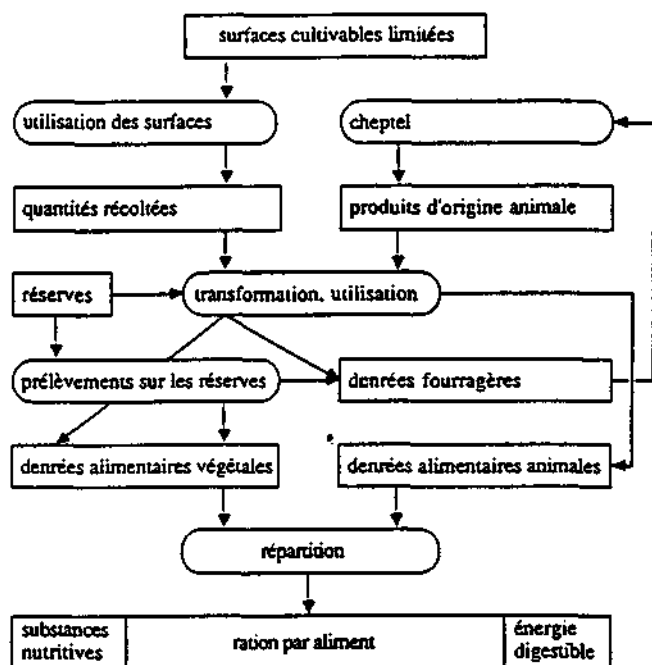 surfaces cultivables limitées
utilisation des surfaces
cheptel
quantités récoltées
produits d'origine animale
réserves
transformation, utilisation
prélèvements sur les réserves
denrées fourragères
denrées alimentaires végétales
denrées alimentaires animales
répartition
substances
nutritives
ration par aliment
énergie
digestible